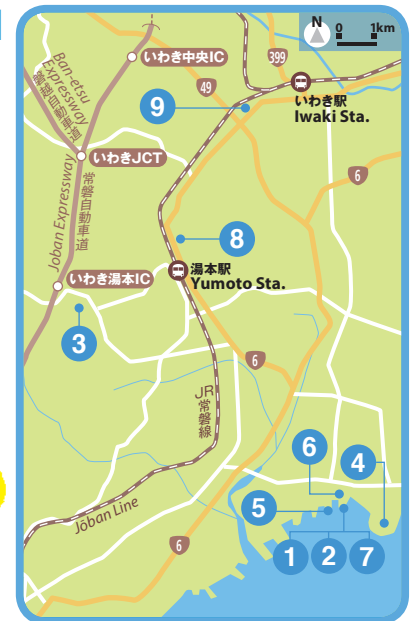 N
0 1km
399
49
いわき中央IC
Ban-etsu
Expressway
磐越自動車道
いわき駅
Iwaki Sta.
9
6
いわきJCT
Joban Expressway
常磐自動車道
8
湯本駅
Yumoto Sta.
いわき湯本IC
3
6
JR
常磐線
6
4
5
Jōban Line
6
1
2
7